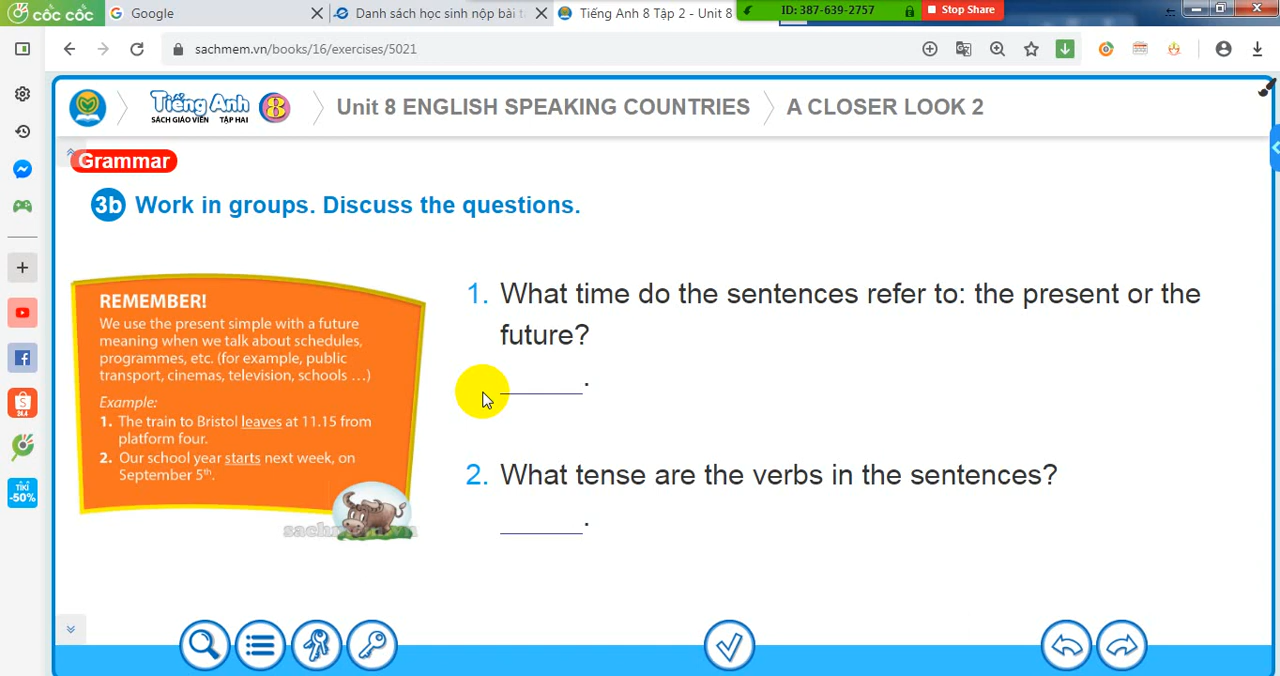 cốc cốc
Google
Danh sách học sinh nộp bài t
Tiếng Anh 8 Tập 2 - Unit 8
ID: 387-639-2757
Stop Share
sachmem.vn/books/16/exercises/5021
Tiếng Anh 8
SÁCH GIÁO VIÊN TẬP HAI
Unit 8 ENGLISH SPEAKING COUNTRIES
A CLOSER LOOK 2
Grammar
3b Work in groups. Discuss the questions.
REMEMBER!
We use the present simple with a future
meaning when we talk about schedules,
programmes, etc. (for example, public
transport, cinemas, television, schools ...)
Example:
1. The train to Bristol leaves at 11.15 from
platform four.
2. Our school year starts next week, on
September 5th.
1. What time do the sentences refer to: the present or the
future?
_______.
2. What tense are the verbs in the sentences?
_______.
TIKI
-50%